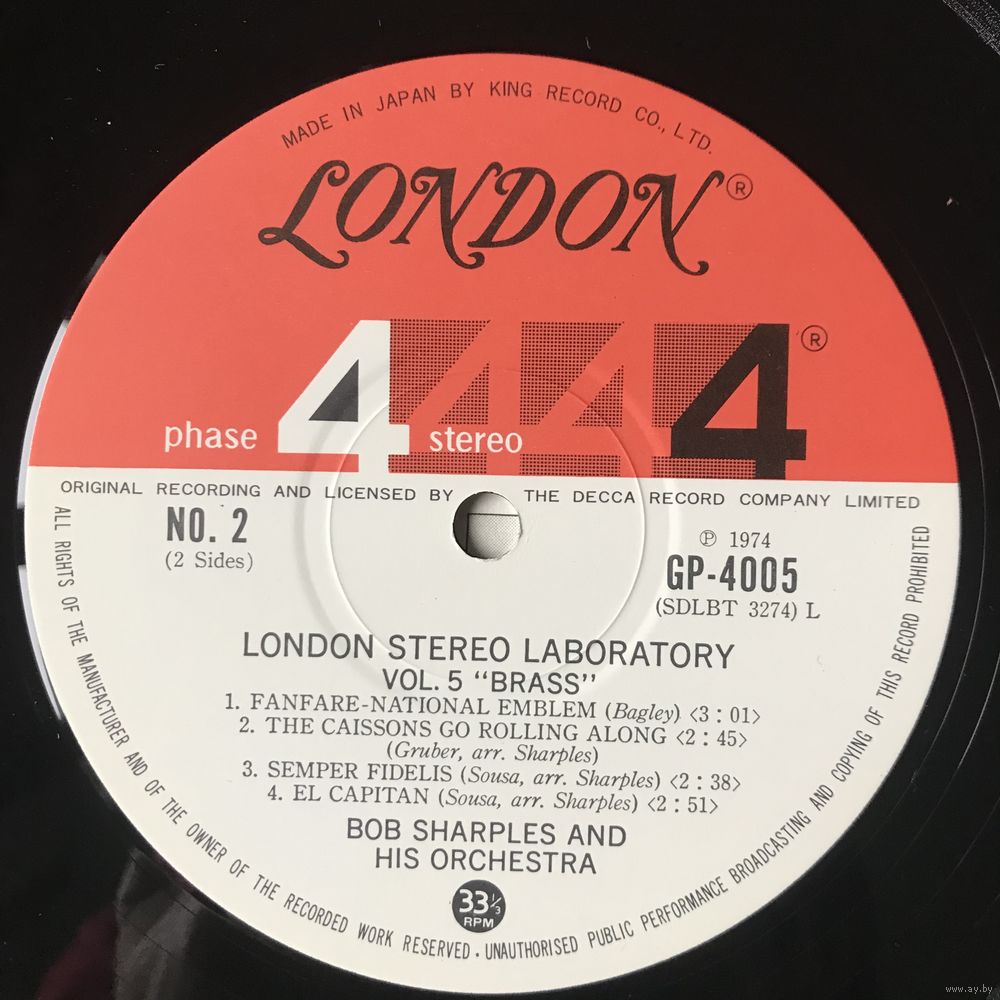 MADE IN JAPAN BY KING RECORD CO., LTD.
LONDON®
phase 4 stereo 4 4 4 ®
ORIGINAL RECORDING AND LICENSED BY THE DECCA RECORD COMPANY LIMITED
NO. 2
(2 Sides)
℗ 1974
GP-4005
(SDLBT 3274) L
LONDON STEREO LABORATORY
VOL. 5 "BRASS"
1. FANFARE-NATIONAL EMBLEM (Bagley) <3 : 01>
2. THE CAISSONS GO ROLLING ALONG <2 : 45>
(Gruber, arr. Sharples)
3. SEMPER FIDELIS (Sousa, arr. Sharples) <2 : 38>
4. EL CAPITAN (Sousa, arr. Sharples) <2 : 51>
BOB SHARPLES AND
HIS ORCHESTRA
33⅓
RPM
ALL RIGHTS OF THE MANUFACTURER AND OF THE OWNER OF THE RECORDED WORK RESERVED · UNAUTHORISED PUBLIC PERFORMANCE BROADCASTING AND COPYING OF THIS RECORD PROHIBITED
www.ay.by